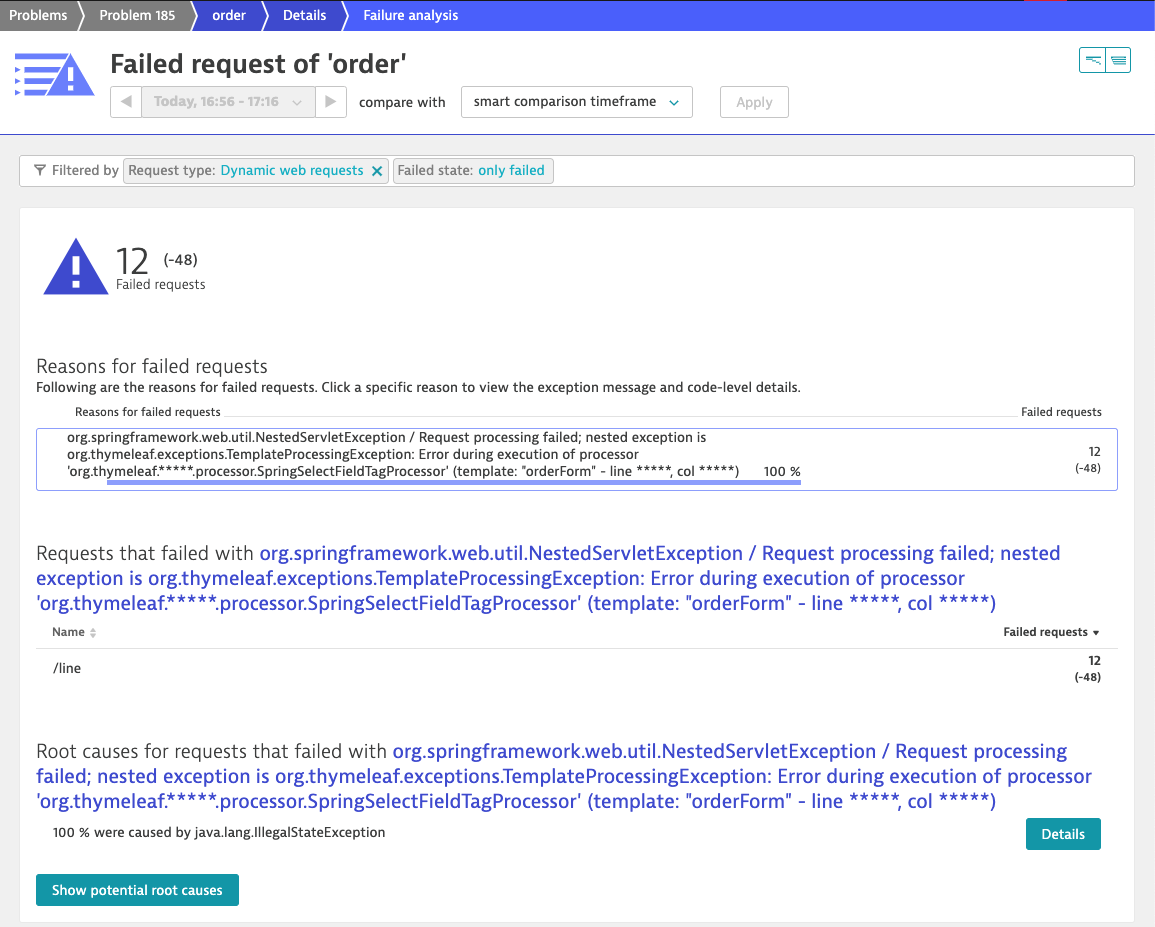 Problems Problem 185 order Details Failure analysis
Failed request of 'order'
Today, 16:56 - 17:16 compare with smart comparison timeframe Apply
Filtered by Request type: Dynamic web requests Failed state: only failed
12 (-48)
Failed requests
Reasons for failed requests
Following are the reasons for failed requests. Click a specific reason to view the exception message and code-level details.
Reasons for failed requests Failed requests
org.springframework.web.util.NestedServletException / Request processing failed; nested exception is
org.thymeleaf.exceptions.TemplateProcessingException: Error during execution of processor
'org.thymeleaf.*****.processor.SpringSelectFieldTagProcessor' (template: "orderForm" - line *****, col *****) 100 %
12
(-48)
Requests that failed with org.springframework.web.util.NestedServletException / Request processing failed; nested
exception is org.thymeleaf.exceptions.TemplateProcessingException: Error during execution of processor
'org.thymeleaf.*****.processor.SpringSelectFieldTagProcessor' (template: "orderForm" - line *****, col *****)
Name Failed requests
/line
12
(-48)
Root causes for requests that failed with org.springframework.web.util.NestedServletException / Request processing
failed; nested exception is org.thymeleaf.exceptions.TemplateProcessingException: Error during execution of processor
'org.thymeleaf.*****.processor.SpringSelectFieldTagProcessor' (template: "orderForm" - line *****, col *****)
100 % were caused by java.lang.IllegalStateException
Details
Show potential root causes